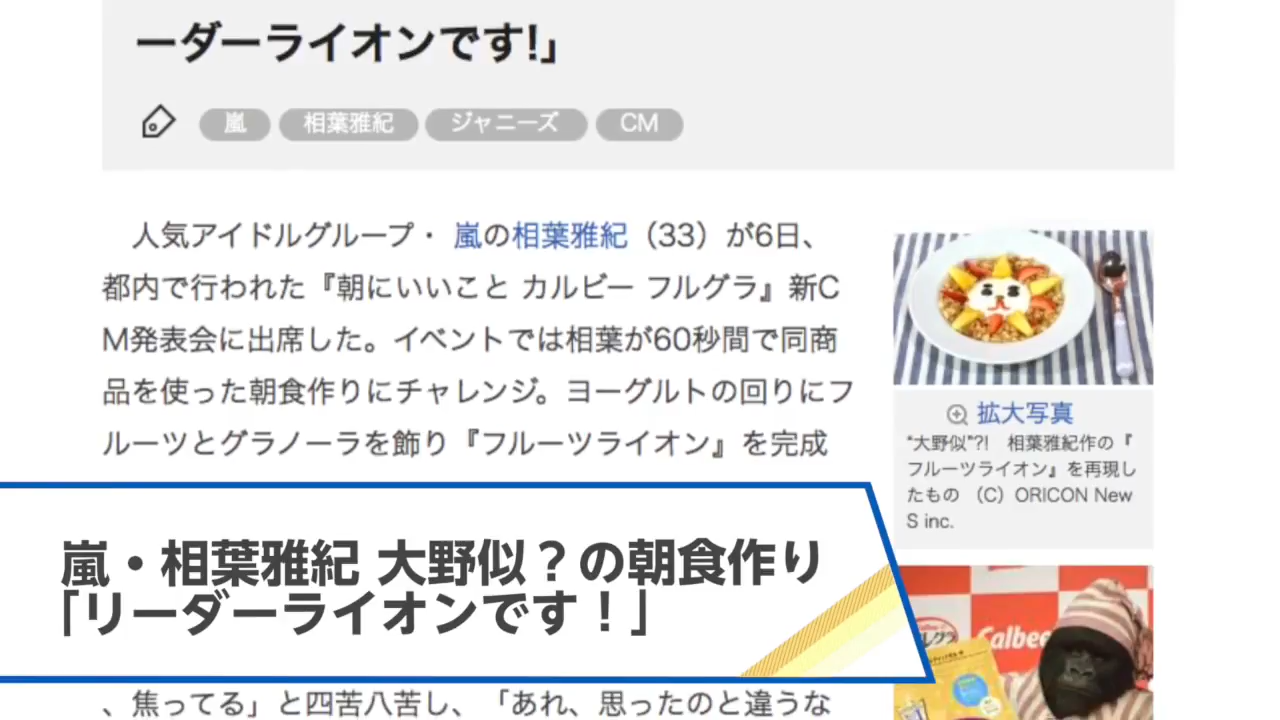 ーダーライオンです!」
嵐
相葉雅紀
ジャニーズ
CM
人気アイドルグループ・ 嵐の相葉雅紀（33）が6日、
都内で行われた『朝にいいこと カルビー フルグラ』新C
M発表会に出席した。イベントでは相葉が60秒間で同商
品を使った朝食作りにチャレンジ。ヨーグルトの回りにフ
ルーツとグラノーラを飾り『フルーツライオン』を完成
拡大写真
“大野似”?!　相葉雅紀作の『
フルーツライオン』を再現し
たもの （C）ORICON New
S inc.
嵐・相葉雅紀 大野似？の朝食作り
「リーダーライオンです！」
Calbee
、焦ってる」と四苦八苦し、「あれ、思ったのと違うな